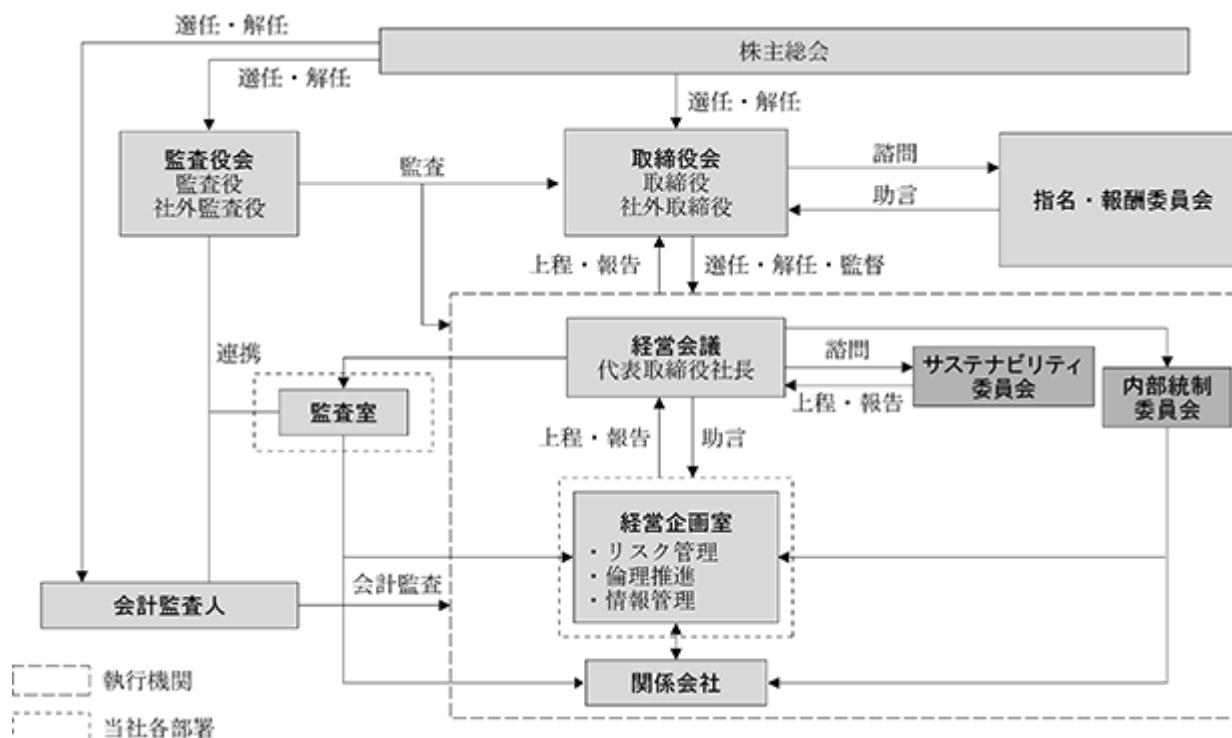 選任・解任
株主総会
選任・解任
選任・解任
監査役会
監査役
社外監査役
監査
取締役会
取締役
社外取締役
諮問
助言
指名・報酬委員会
上程・報告
選任・解任・監督
連携
経営会議
代表取締役社長
諮問
上程・報告
サステナビリティ
委員会
内部統制
委員会
監査室
上程・報告
助言
経営企画室
・リスク管理
・倫理推進
・情報管理
会計監査
会計監査人
関係会社
執行機関
当社各部署